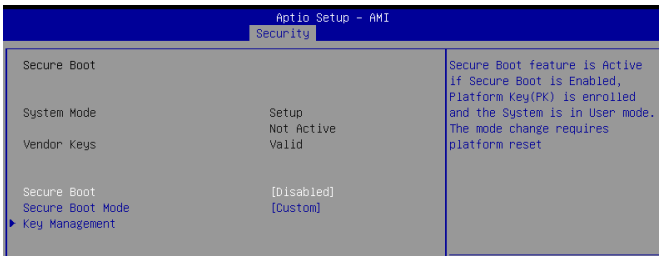 Aptio Setup - AMI
Security
Secure Boot
System Mode Setup
Not Active
Vendor Keys Valid
Secure Boot [Disabled]
Secure Boot Mode [Custom]
Key Management
Secure Boot feature is Active
if Secure Boot is Enabled,
Platform Key(PK) is enrolled
and the System is in User mode.
The mode change requires
platform reset